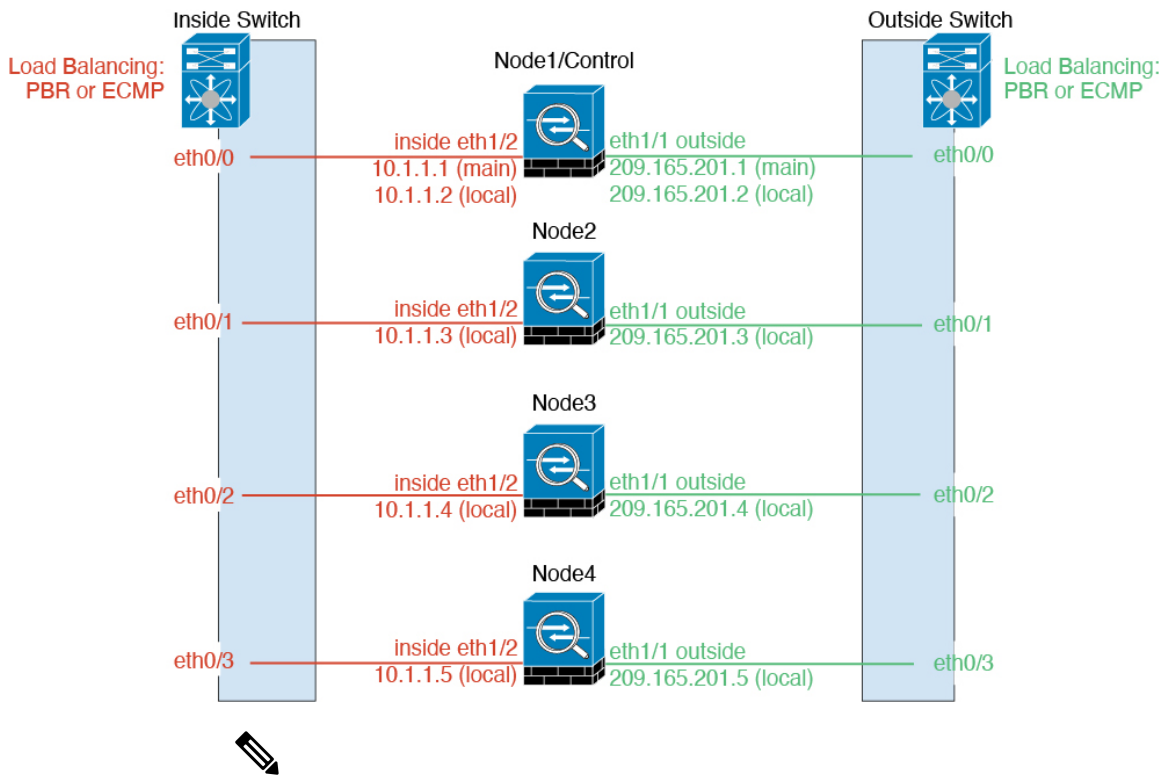 Inside Switch
Outside Switch
Load Balancing:
PBR or ECMP
Node1/Control
Load Balancing:
PBR or ECMP
eth0/0
inside eth1/2
10.1.1.1 (main)
10.1.1.2 (local)
eth1/1 outside
209.165.201.1 (main)
209.165.201.2 (local)
eth0/0
Node2
eth0/1
inside eth1/2
10.1.1.3 (local)
eth1/1 outside
209.165.201.3 (local)
eth0/1
Node3
eth0/2
inside eth1/2
10.1.1.4 (local)
eth1/1 outside
209.165.201.4 (local)
eth0/2
Node4
eth0/3
inside eth1/2
10.1.1.5 (local)
eth1/1 outside
209.165.201.5 (local)
eth0/3